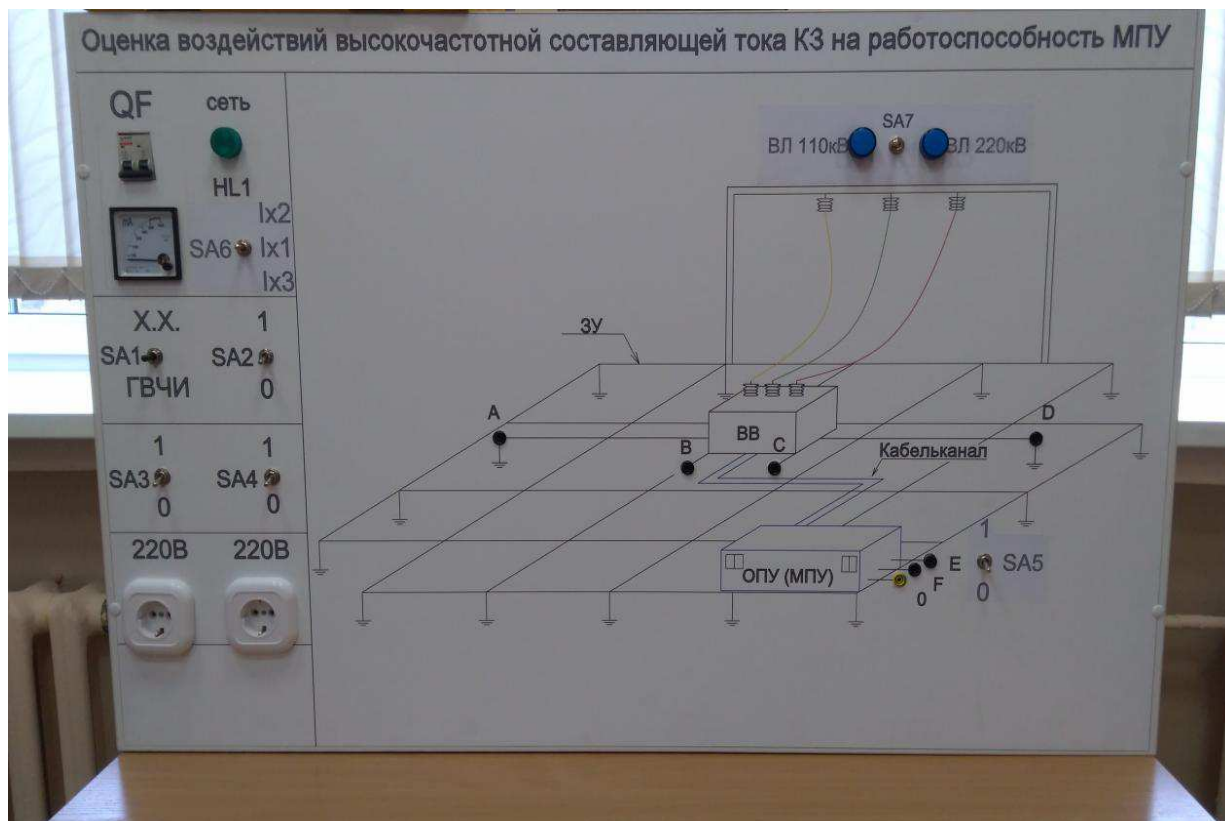 Оценка воздействий высокочастотной составляющей тока КЗ на работоспособность МПУ
QF
сеть
HL1
Ix2
SA6 Ix1
Ix3
Х.Х.
1
SA1
SA2
ГВЧИ
0
1
1
SA3
SA4
0
0
220В
220В
SA7
ВЛ 110кВ
ВЛ 220кВ
ЗУ
A
ВВ
B
C
D
Кабельканал
ОПУ (МПУ)
E
F
0
1
SA5
0